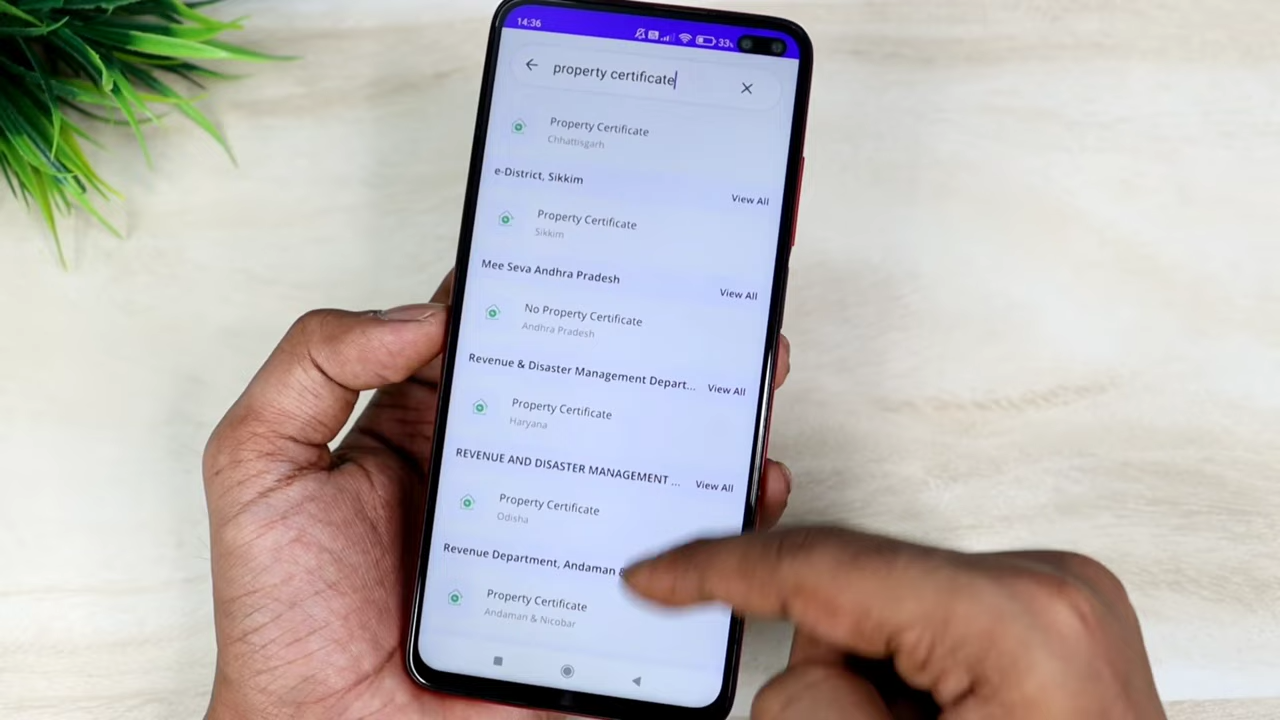 14:36
33%
property certificate
Property Certificate
Chhattisgarh
e-District, Sikkim
View All
Property Certificate
Sikkim
Mee Seva Andhra Pradesh
View All
No Property Certificate
Andhra Pradesh
Revenue & Disaster Management Depart...
View All
Property Certificate
Haryana
REVENUE AND DISASTER MANAGEMENT ...
View All
Property Certificate
Odisha
Revenue Department, Andaman &
Property Certificate
Andaman & Nicobar